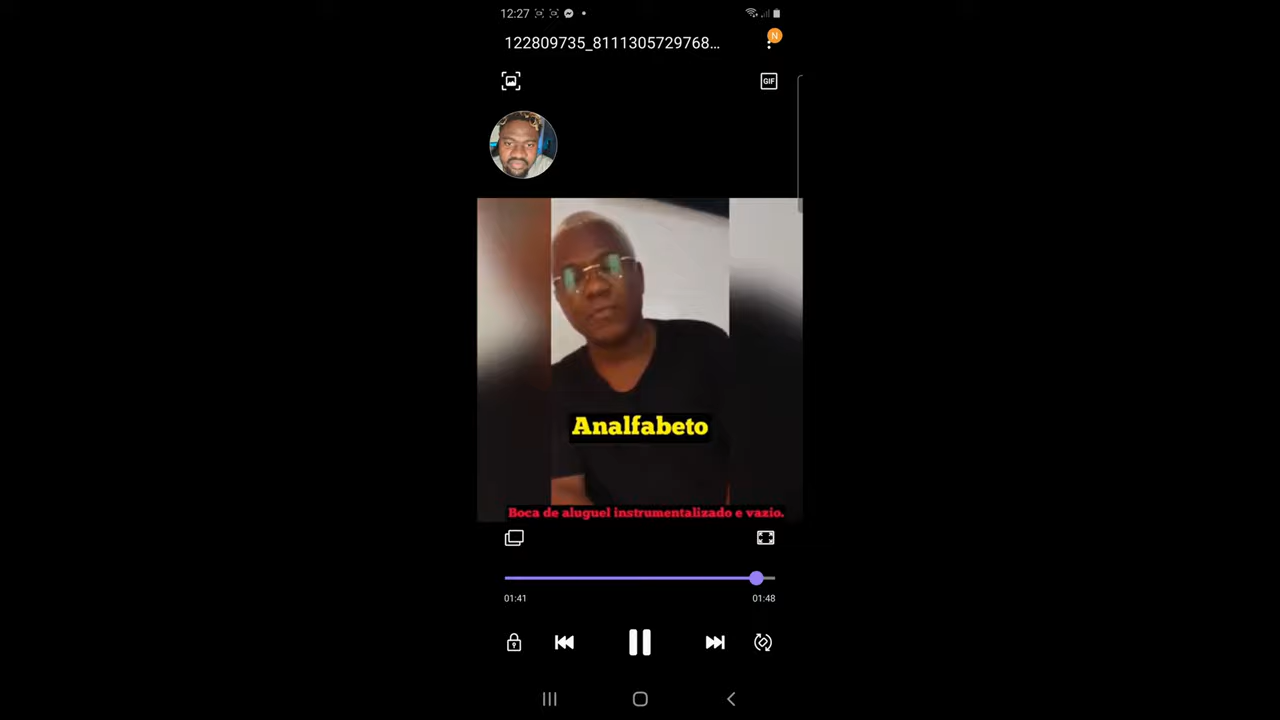 12:27
122809735_8111305729768...
N
GIF
Analfabeto
Boca de aluguel instrumentalizado e vazio.
01:41
01:48